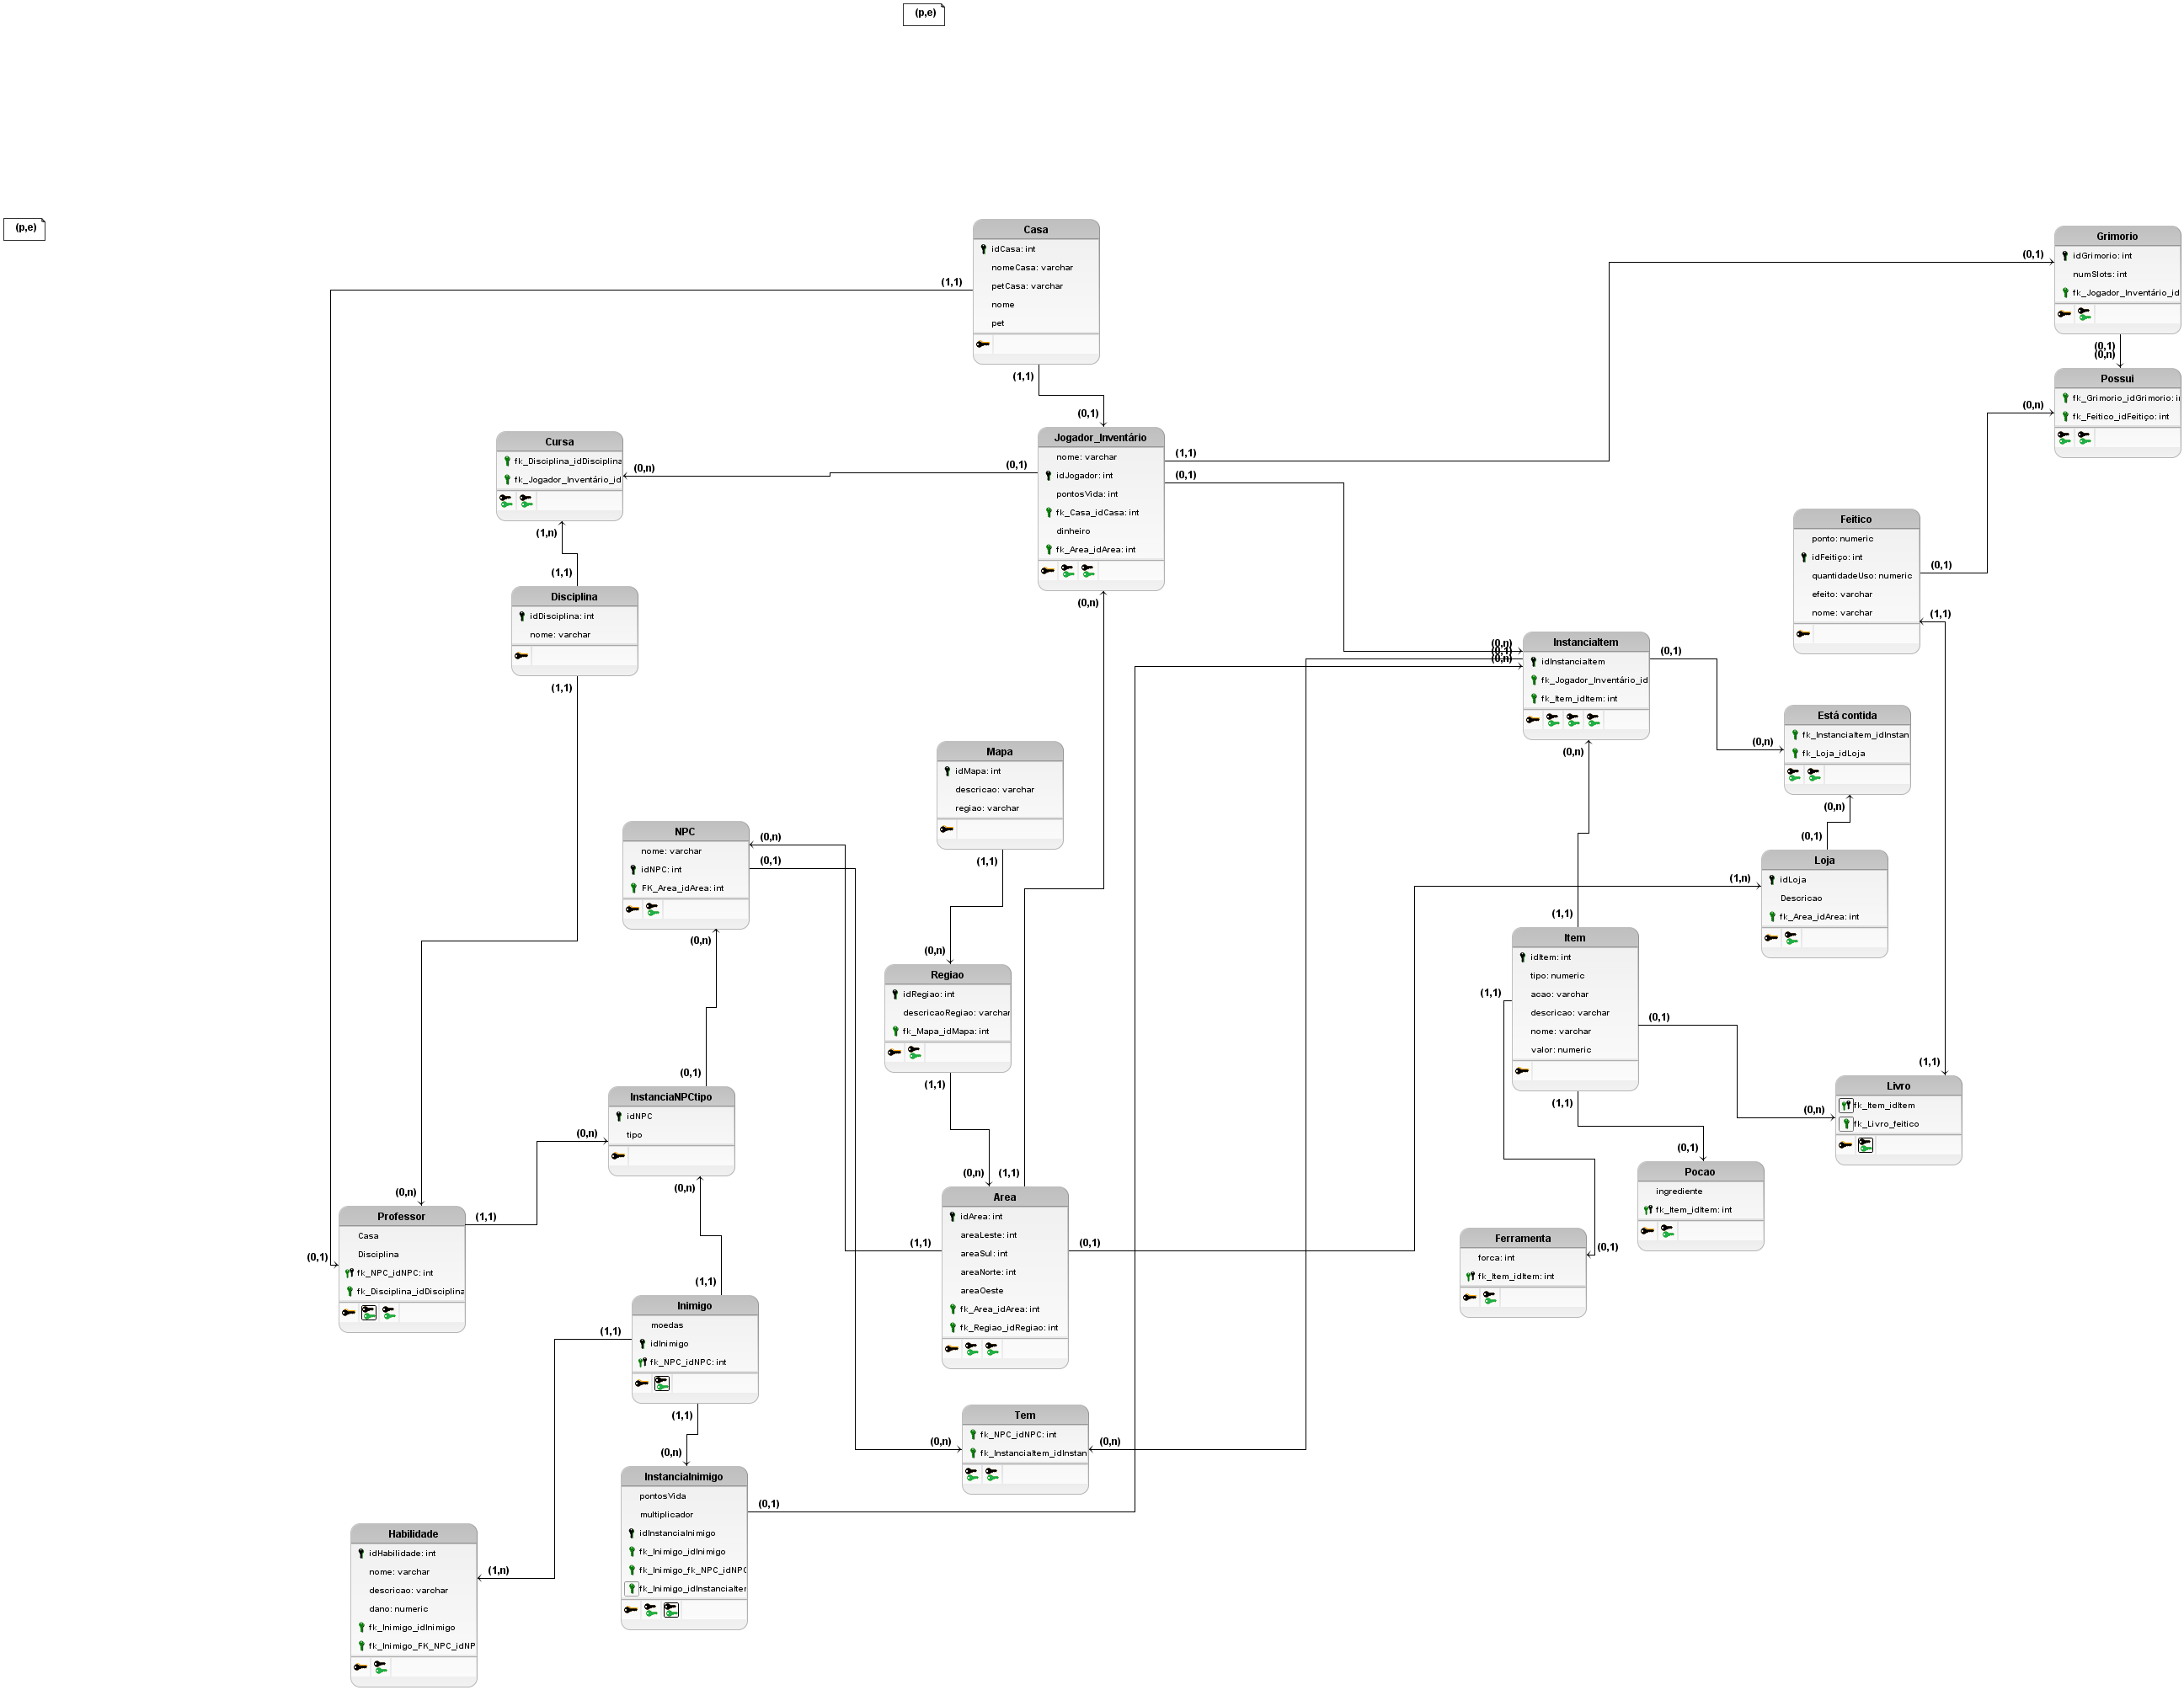 (p,e)
(p,e)
Casa
idCasa: int
nomeCasa: varchar
petCasa: varchar
nome
pet
(1,1)
(1,1)
(0,1)
Grimorio
idGrimorio: int
numSlots: int
fk_Jogador_Inventário_id
(0,1)
(0,1)
(0,n)
Possui
fk_Grimorio_idGrimorio: i
fk_Feitico_idFeitiço: int
(0,n)
Cursa
fk_Disciplina_idDisciplina
fk_Jogador_Inventário_id
(0,n)
(1,n)
Jogador_Inventário
nome: varchar
idJogador: int
pontosVida: int
fk_Casa_idCasa: int
dinheiro
fk_Area_idArea: int
(0,1)
(1,1)
(0,1)
(0,n)
Feitico
ponto: numeric
idFeitiço: int
quantidadeUso: numeric
efeito: varchar
nome: varchar
(0,1)
(1,1)
(1,1)
Disciplina
idDisciplina: int
nome: varchar
(1,1)
InstanciaItem
idInstanciaItem
fk_Jogador_Inventário_id
fk_Item_idItem: int
(0,n)
(0,1)
(0,n)
(0,1)
(0,n)
Está contida
fk_InstanciaItem_idInstan
fk_Loja_idLoja
(0,n)
(0,n)
Mapa
idMapa: int
descricao: varchar
regiao: varchar
(1,1)
NPC
nome: varchar
idNPC: int
FK_Area_idArea: int
(0,n)
(0,1)
(0,n)
(0,1)
Loja
idLoja
Descricao
fk_Area_idArea: int
(1,n)
(1,1)
Item
idItem: int
tipo: numeric
acao: varchar
descricao: varchar
nome: varchar
valor: numeric
(1,1)
(0,1)
(1,1)
(0,n)
Regiao
idRegiao: int
descricaoRegiao: varchar
fk_Mapa_idMapa: int
(1,1)
(0,1)
InstanciaNPCtipo
idNPC
tipo
(0,n)
(0,n)
(1,1)
Livro
fk_Item_idItem
fk_Livro_feitico
(0,n)
(0,1)
Pocao
ingrediente
fk_Item_idItem: int
(0,n)
Professor
Casa
Disciplina
fk_NPC_idNPC: int
fk_Disciplina_idDisciplina
(1,1)
(0,1)
(0,n)
(1,1)
Area
idArea: int
areaLeste: int
areaSul: int
areaNorte: int
areaOeste
fk_Area_idArea: int
fk_Regiao_idRegiao: int
(1,1)
(0,1)
Ferramenta
forca: int
fk_Item_idItem: int
(0,1)
(1,1)
Inimigo
moedas
idInimigo
fk_NPC_idNPC: int
(1,1)
(1,1)
(0,n)
Tem
fk_NPC_idNPC: int
fk_InstanciaItem_idInstan
(0,n)
(0,n)
InstanciaInimigo
pontosVida
multiplicador
idInstanciaInimigo
fk_Inimigo_idInimigo
fk_Inimigo_fk_NPC_idNPC
fk_Inimigo_idInstanciaIter
(0,1)
Habilidade
idHabilidade: int
nome: varchar
descricao: varchar
dano: numeric
fk_Inimigo_idInimigo
fk_Inimigo_FK_NPC_idNP
(1,n)